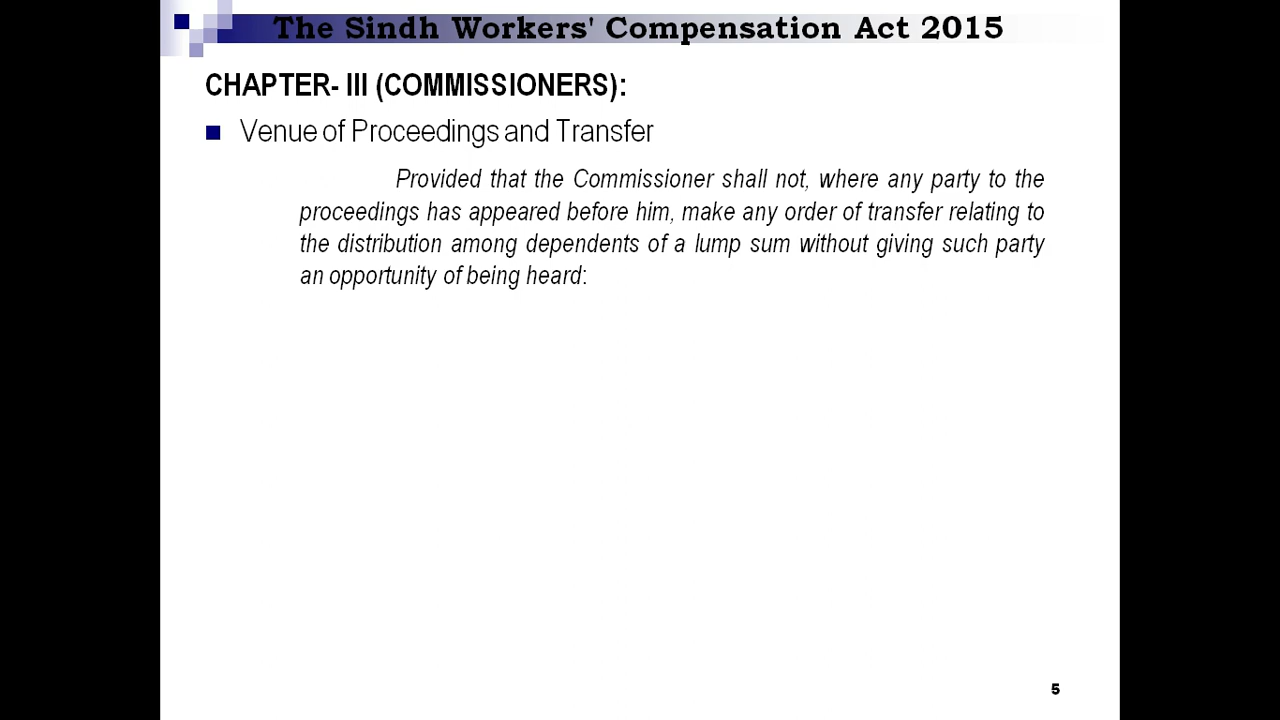 The Sindh Workers' Compensation Act 2015
CHAPTER- III (COMMISSIONERS):
Venue of Proceedings and Transfer
Provided that the Commissioner shall not, where any party to the
proceedings has appeared before him, make any order of transfer relating to
the distribution among dependents of a lump sum without giving such party
an opportunity of being heard:
5